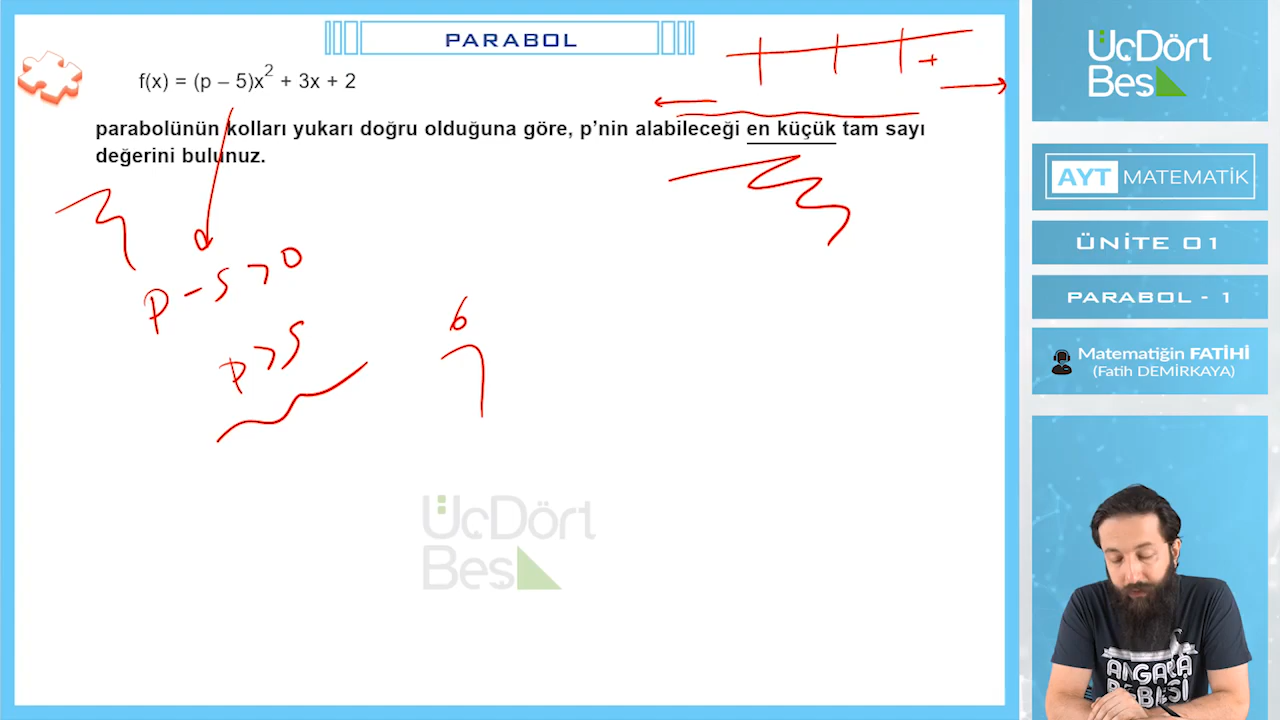 PARABOL
f(x) = (p – 5)x² + 3x + 2
+
parabolünün kolları yukarı doğru olduğuna göre, p'nin alabileceği en küçük tam sayı
değerini bulunuz.
p - 5 > 0
p > 5
6
ÜçDört
Beş
ÜçDört
Beş
AYT MATEMATİK
ÜNİTE 01
PARABOL - 1
Matematiğin FATİHİ
(Fatih DEMİRKAYA)
ANGARA
BEBESİ